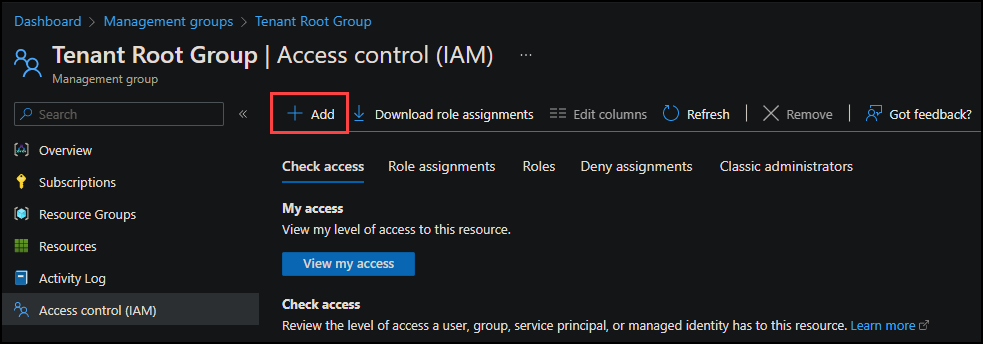 Dashboard > Management groups > Tenant Root Group
Tenant Root Group | Access control (IAM) ...
Management group
Search «
+ Add Download role assignments Edit columns Refresh Remove Got feedback?
Overview
Subscriptions
Resource Groups
Resources
Activity Log
Access control (IAM)
Check access Role assignments Roles Deny assignments Classic administrators
My access
View my level of access to this resource.
View my access
Check access
Review the level of access a user, group, service principal, or managed identity has to this resource. Learn more